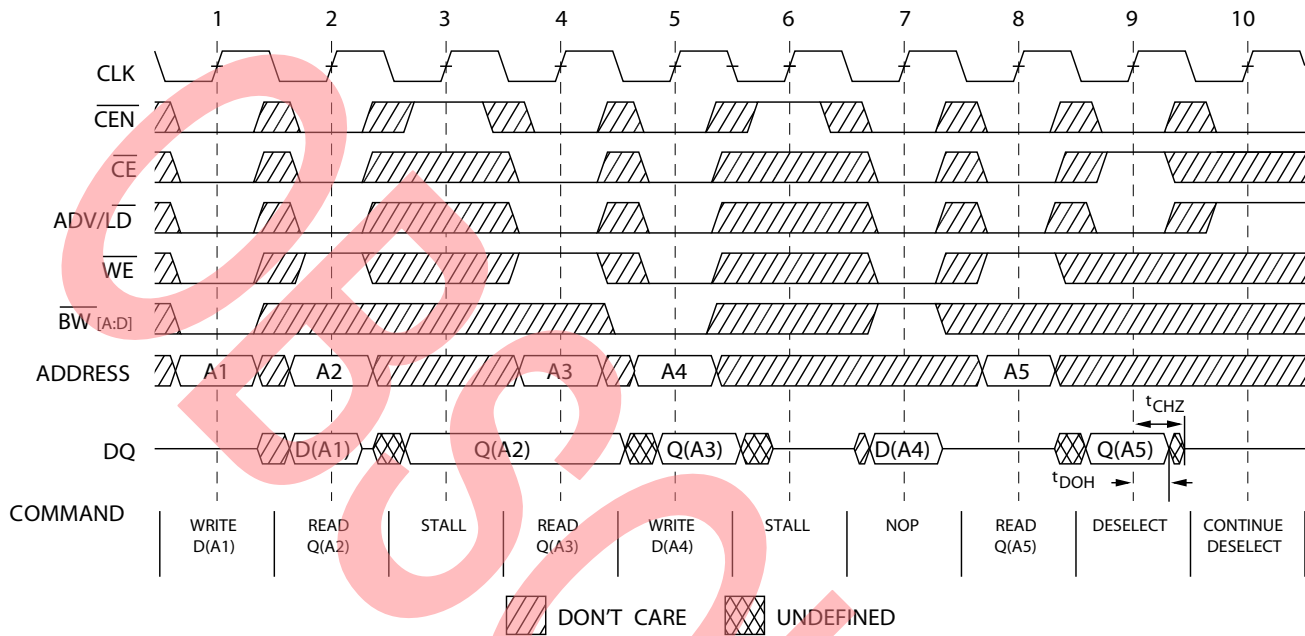 1 2 3 4 5 6 7 8 9 10
CLK
CEN
CE
ADV/LD
WE
BW [A:D]
ADDRESS A1 A2 A3 A4 A5
tCHZ
DQ D(A1) Q(A2) Q(A3) D(A4) Q(A5)
tDOH
COMMAND
WRITE READ STALL READ WRITE STALL NOP READ DESELECT CONTINUE
D(A1) Q(A2) Q(A3) D(A4) Q(A5) DESELECT
DON'T CARE UNDEFINED